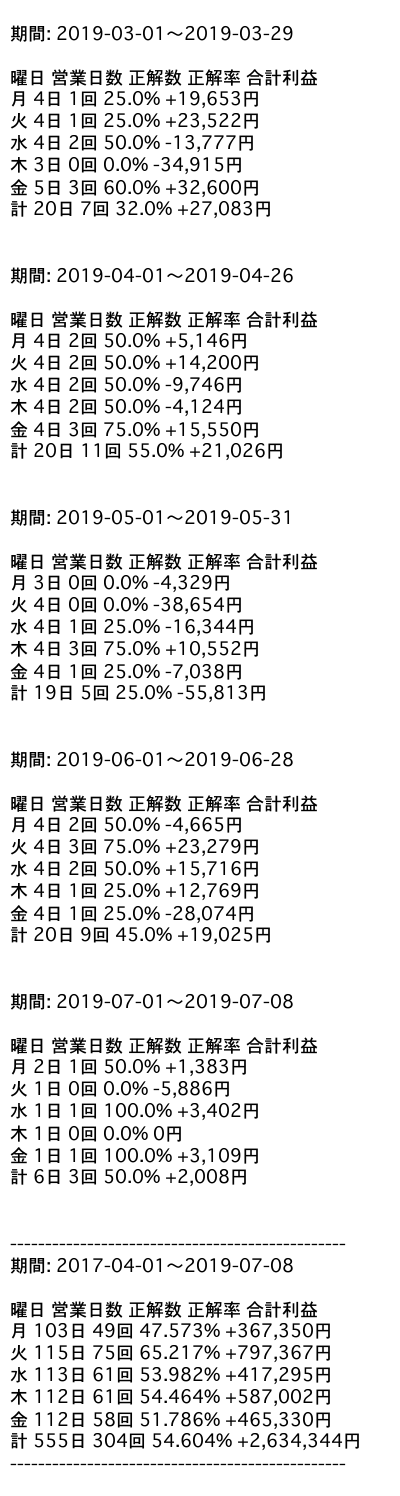 期間: 2019-03-01〜2019-03-29
曜日 営業日数 正解数 正解率 合計利益
月 4日 1回 25.0% +19,653円
火 4日 1回 25.0% +23,522円
水 4日 2回 50.0% -13,777円
木 3日 0回 0.0% -34,915円
金 5日 3回 60.0% +32,600円
計 20日 7回 32.0% +27,083円
期間: 2019-04-01〜2019-04-26
曜日 営業日数 正解数 正解率 合計利益
月 4日 2回 50.0% +5,146円
火 4日 2回 50.0% +14,200円
水 4日 2回 50.0% -9,746円
木 4日 2回 50.0% -4,124円
金 4日 3回 75.0% +15,550円
計 20日 11回 55.0% +21,026円
期間: 2019-05-01〜2019-05-31
曜日 営業日数 正解数 正解率 合計利益
月 3日 0回 0.0% -4,329円
火 4日 0回 0.0% -38,654円
水 4日 1回 25.0% -16,344円
木 4日 3回 75.0% +10,552円
金 4日 1回 25.0% -7,038円
計 19日 5回 25.0% -55,813円
期間: 2019-06-01〜2019-06-28
曜日 営業日数 正解数 正解率 合計利益
月 4日 2回 50.0% -4,665円
火 4日 3回 75.0% +23,279円
水 4日 2回 50.0% +15,716円
木 4日 1回 25.0% +12,769円
金 4日 1回 25.0% -28,074円
計 20日 9回 45.0% +19,025円
期間: 2019-07-01〜2019-07-08
曜日 営業日数 正解数 正解率 合計利益
月 2日 1回 50.0% +1,383円
火 1日 0回 0.0% -5,886円
水 1日 1回 100.0% +3,402円
木 1日 0回 0.0% 0円
金 1日 1回 100.0% +3,109円
計 6日 3回 50.0% +2,008円
------------------------------------------------
期間: 2017-04-01〜2019-07-08
曜日 営業日数 正解数 正解率 合計利益
月 103日 49回 47.573% +367,350円
火 115日 75回 65.217% +797,367円
水 113日 61回 53.982% +417,295円
木 112日 61回 54.464% +587,002円
金 112日 58回 51.786% +465,330円
計 555日 304回 54.604% +2,634,344円
------------------------------------------------